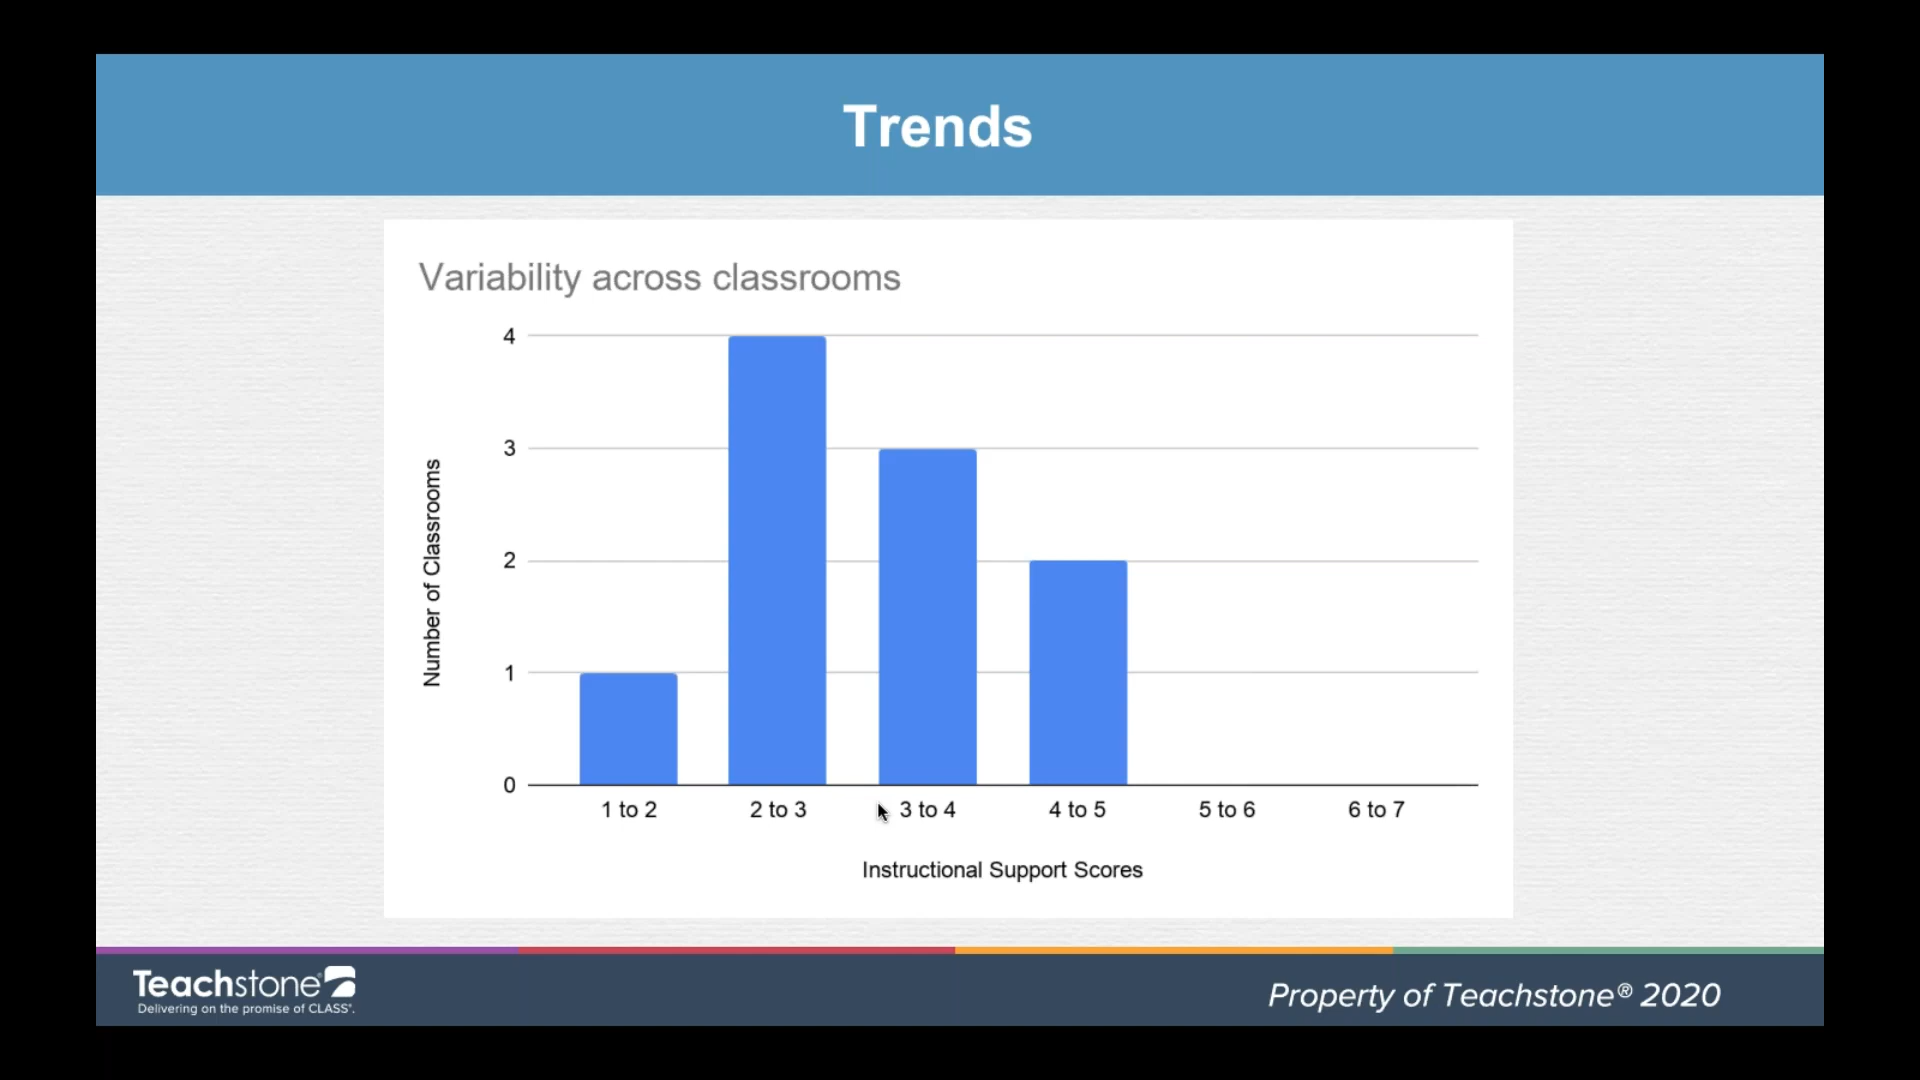 Trends
Variability across classrooms
4
3
2
1
0
Number of Classrooms
1 to 2 2 to 3 3 to 4 4 to 5 5 to 6 6 to 7
Instructional Support Scores
Teachstone®
Delivering on the promise of CLASS®.
Property of Teachstone® 2020